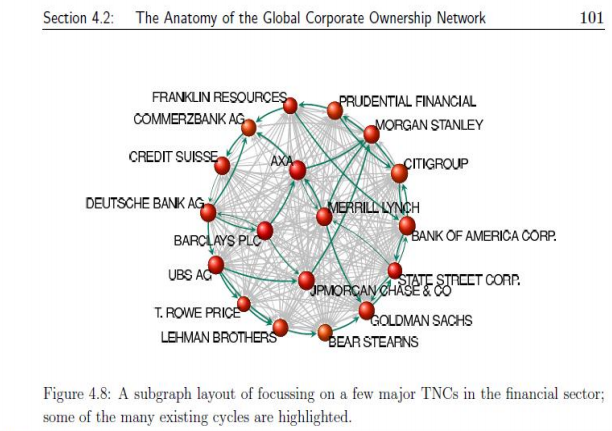 Section 4.2: The Anatomy of the Global Corporate Ownership Network 101
FRANKLIN RESOURCES
PRUDENTIAL FINANCIAL
COMMERZBANK AG
MORGAN STANLEY
CREDIT SUISSE
AXA
CITIGROUP
DEUTSCHE BANK AG
MERRILL LYNCH
BARCLAYS PLC
BANK OF AMERICA CORP.
UBS AG
STATE STREET CORP.
JPMORGAN CHASE & CO
T. ROWE PRICE
GOLDMAN SACHS
LEHMAN BROTHERS
BEAR STEARNS
Figure 4.8: A subgraph layout of focussing on a few major TNCs in the financial sector;
some of the many existing cycles are highlighted.